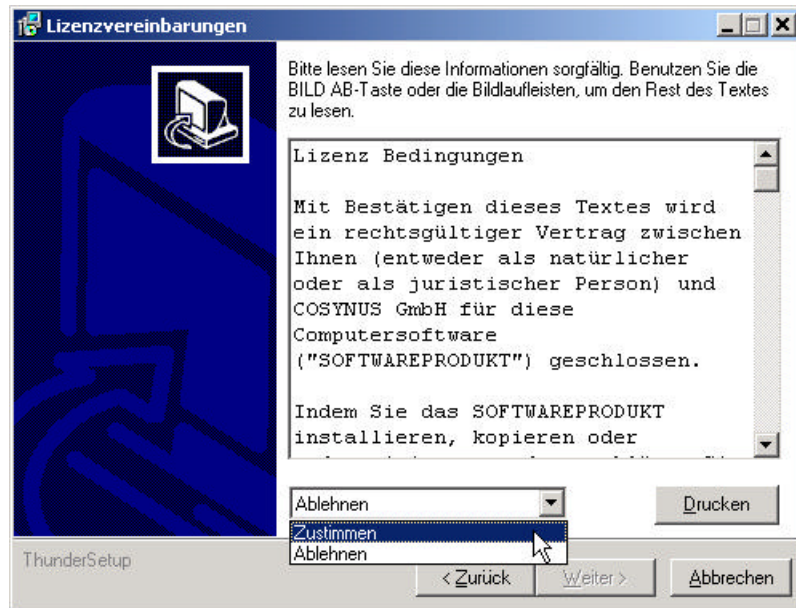 Lizenzvereinbarungen
Bitte lesen Sie diese Informationen sorgfältig. Benutzen Sie die
BILD AB-Taste oder die Bildlaufleisten, um den Rest des Textes
zu lesen.
Lizenz Bedingungen
Mit Bestätigen dieses Textes wird
ein rechtsgültiger Vertrag zwischen
Ihnen (entweder als natürlicher
oder als juristischer Person) und
COSYNUS GmbH für diese
Computersoftware
("SOFTWAREPRODUKT") geschlossen.
Indem Sie das SOFTWAREPRODUKT
installieren, kopieren oder
Ablehnen
Drucken
Zustimmen
Ablehnen
ThunderSetup
< Zurück
Weiter >
Abbrechen